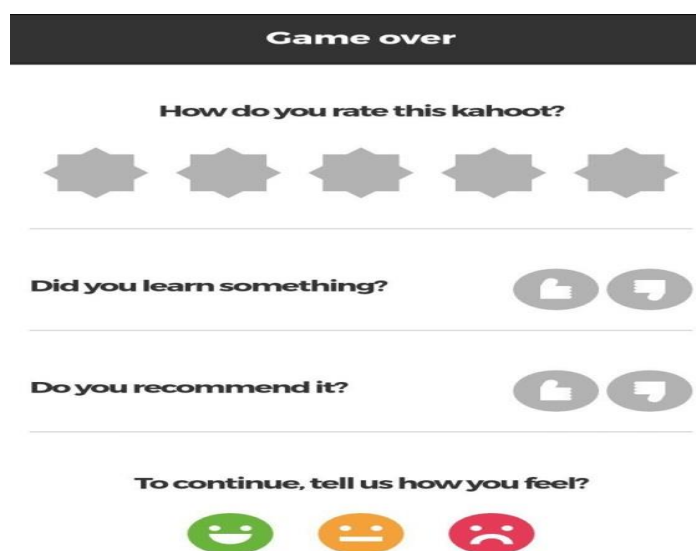 Game over
How do you rate this kahoot?
Did you learn something?
Do you recommend it?
To continue, tell us how you feel?